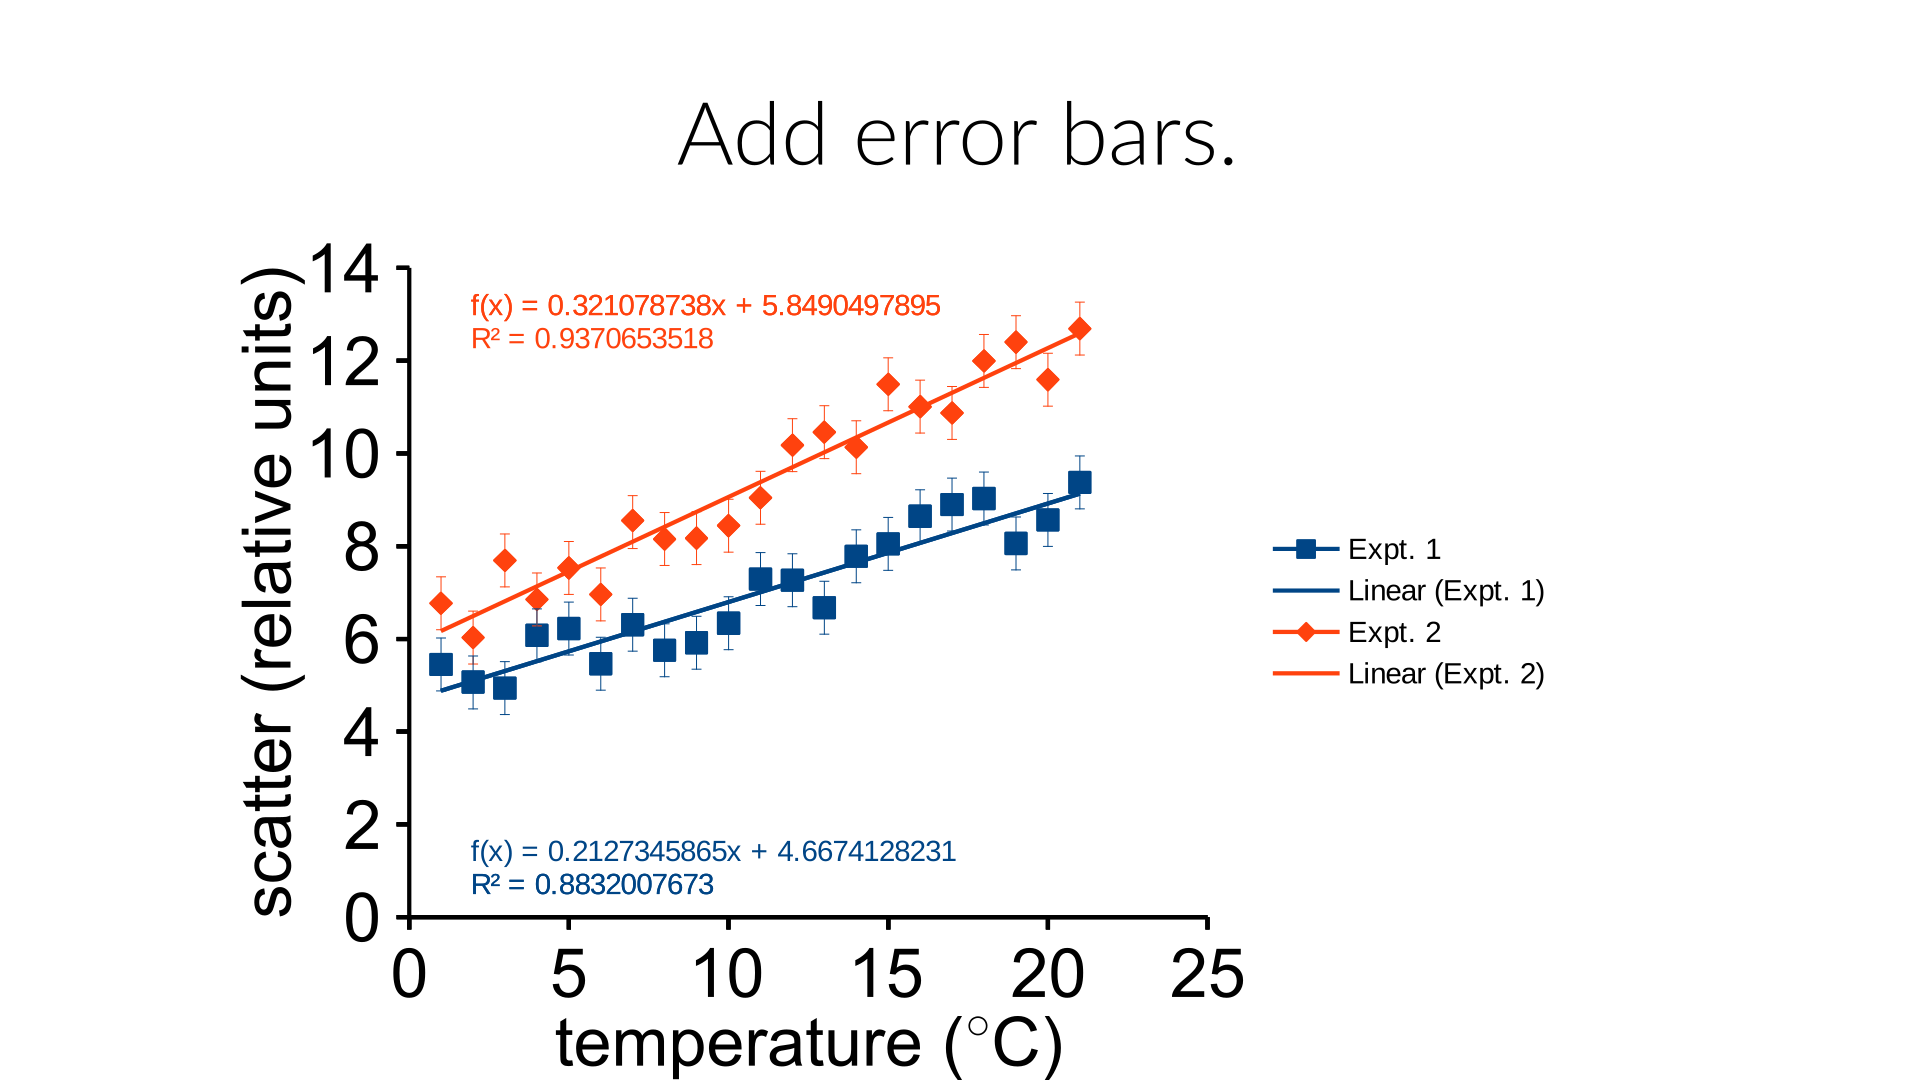 Add error bars.
scatter (relative units)
14
12
10
8
6
4
2
0
f(x) = 0.321078738x + 5.8490497895
R² = 0.9370653518
f(x) = 0.2127345865x + 4.6674128231
R² = 0.8832007673
0 5 10 15 20 25
temperature (°C)
Expt. 1
Linear (Expt. 1)
Expt. 2
Linear (Expt. 2)